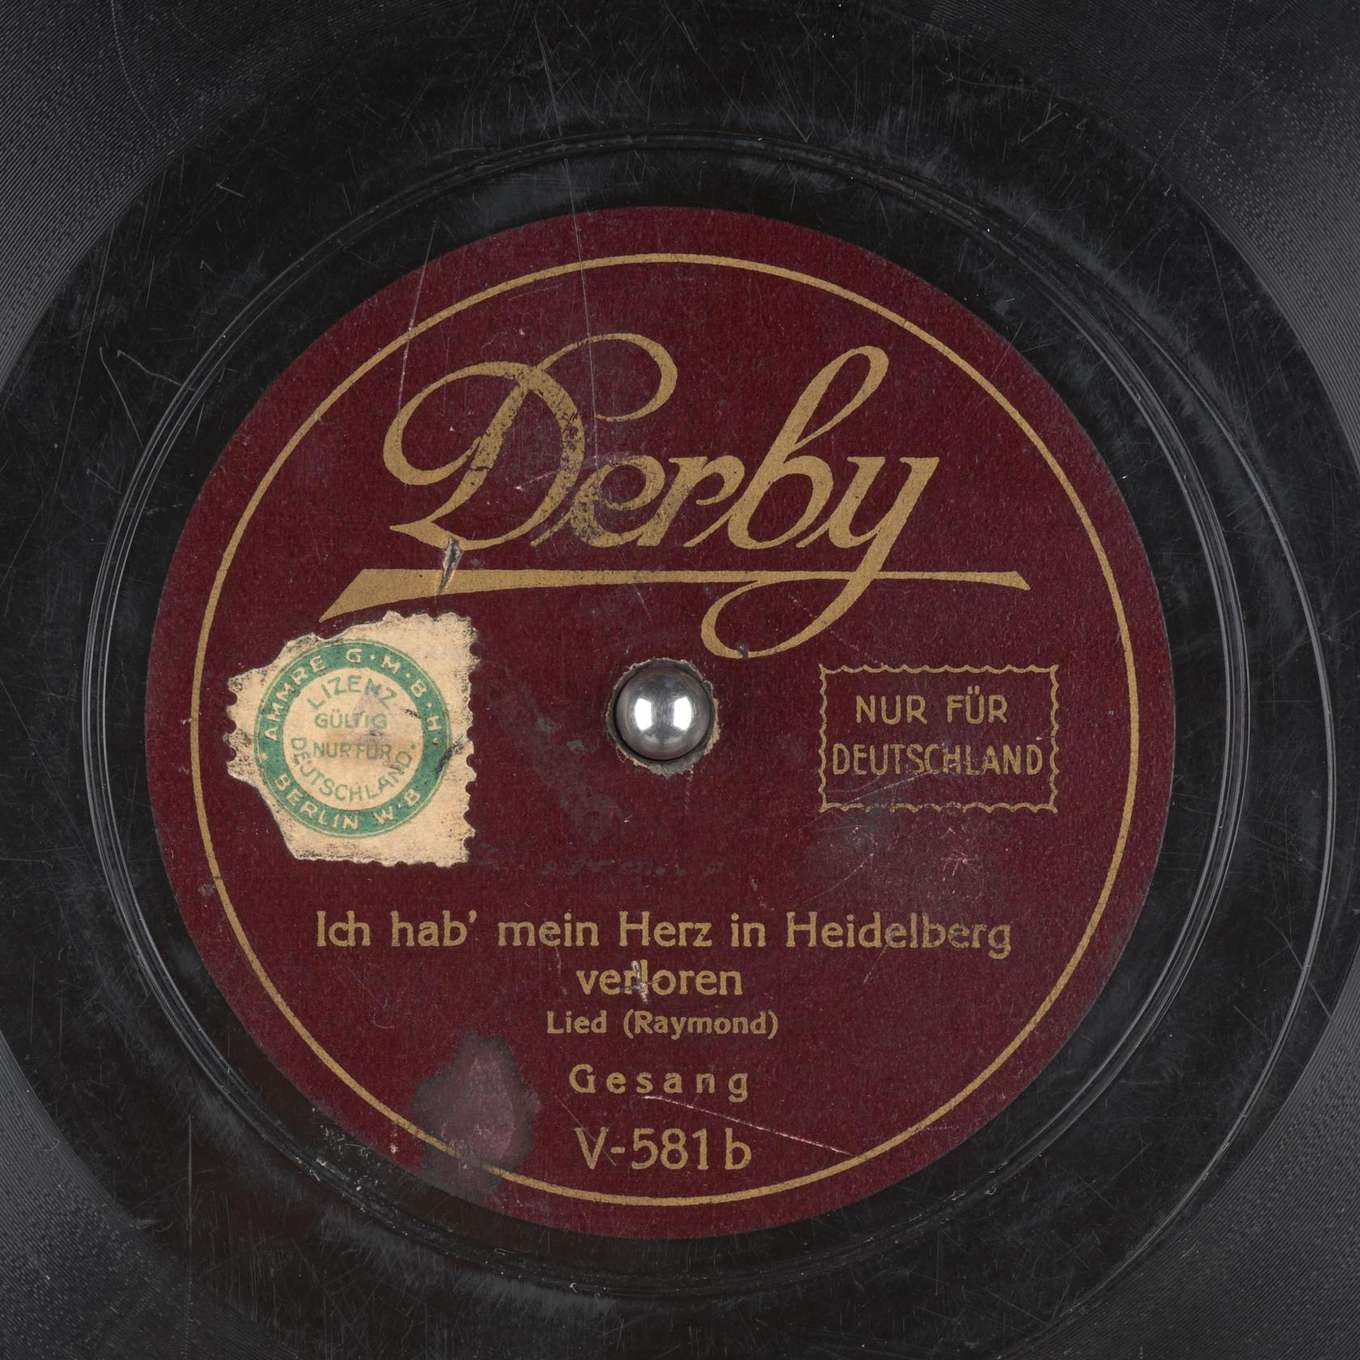 Derby
AMMRE G·M·B·H·
BERLIN W·8
LIZENZ
GÜLTIG
NUR FÜR
DEUTSCHLAND
NUR FÜR
DEUTSCHLAND
Ich hab' mein Herz in Heidelberg
verloren
Lied (Raymond)
Gesang
V-581 b